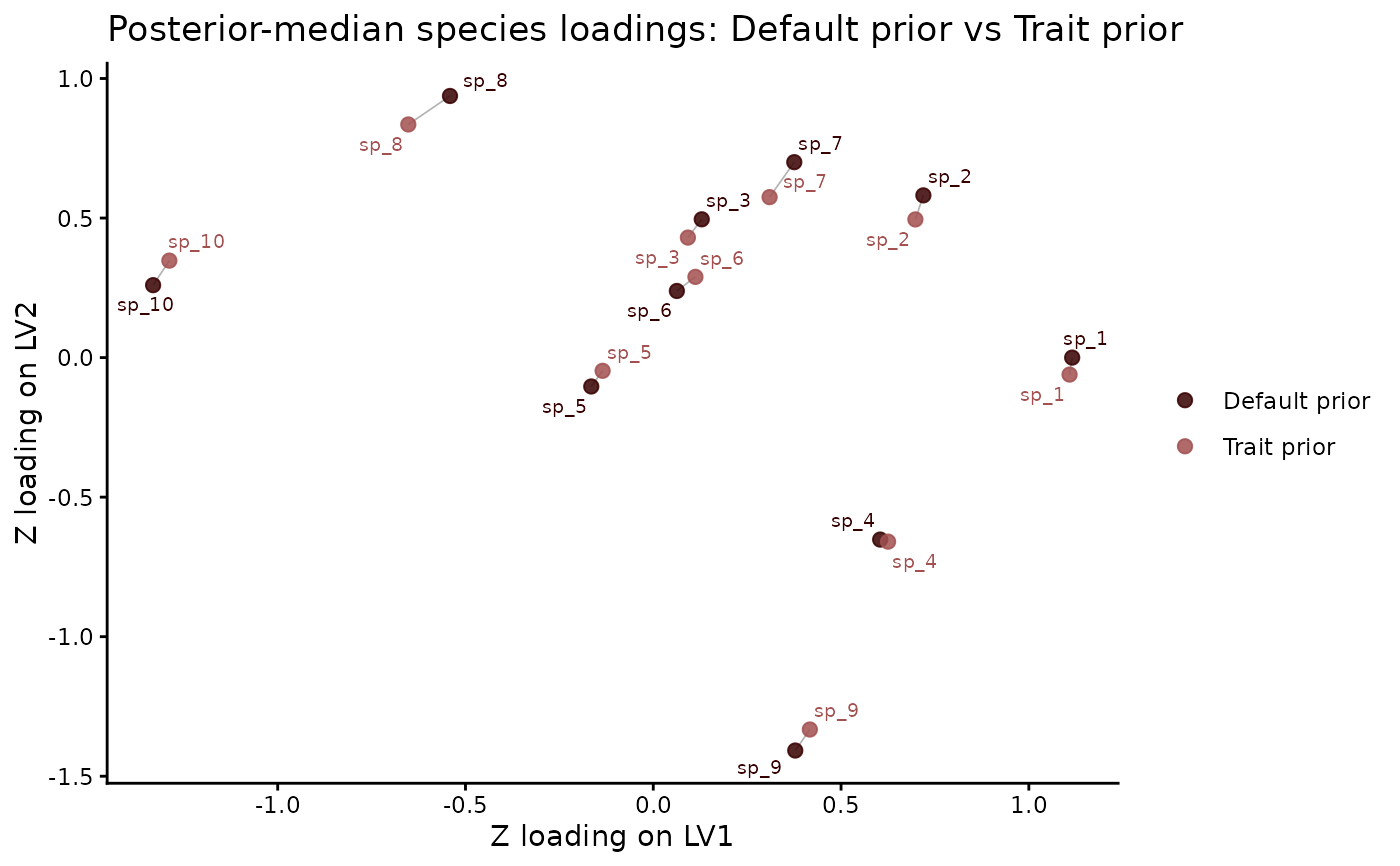 Posterior-median species loadings: Default prior vs Trait prior
1.0
sp_8
sp_8
sp_7
sp_7
sp_2
sp_2
0.5
sp_3
sp_3
sp_6
sp_6
sp_10
sp_10
0.0
sp_5
sp_5
sp_1
sp_1
Default prior
Trait prior
-0.5
sp_4
sp_4
-1.0
sp_9
sp_9
-1.5
-1.0
-0.5
0.0
0.5
1.0
Z loading on LV1
Z loading on LV2